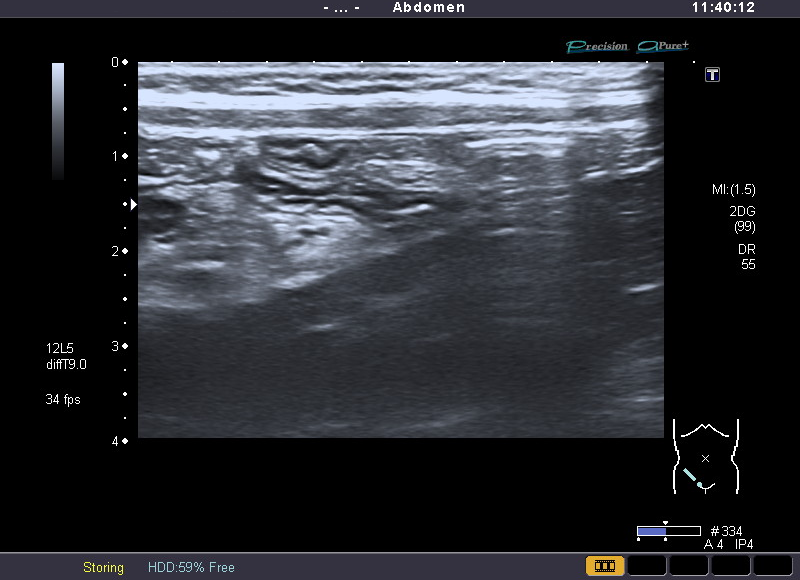 - ... - Abdomen 11:40:12
Precision APure+
T
0
1
2
3
4
MI:(1.5)
2DG
(99)
DR
55
12L5
diffT9.0
34 fps
#334
A 4 IP4
Storing HDD:59% Free